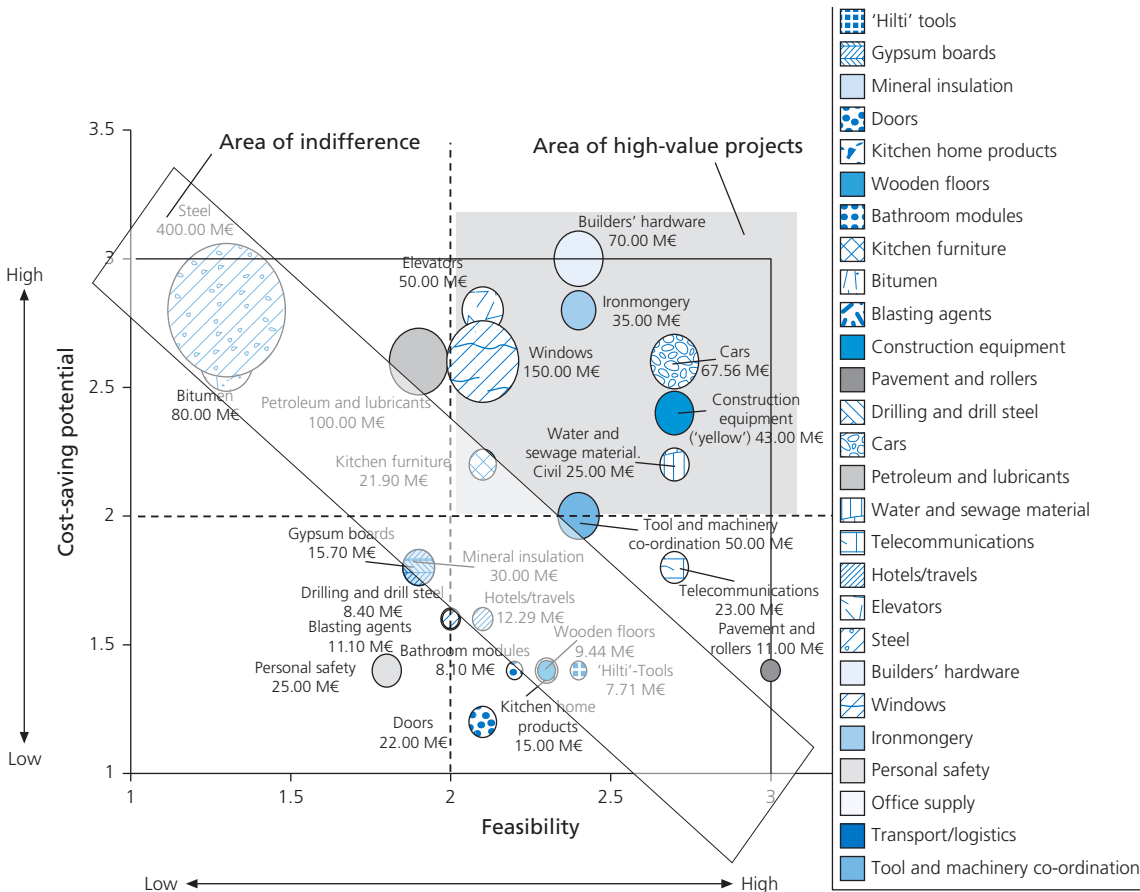 Area of indifference
Area of high-value projects
3.5
3
2.5
2
1.5
1
High
Low
Cost-saving potential
Steel
400.00 M€
Bitumen
80.00 M€
Elevators
50.00 M€
Builders’ hardware
70.00 M€
Ironmongery
35.00 M€
Windows
150.00 M€
Cars
67.56 M€
Petroleum and lubricants
100.00 M€
Construction
equipment
(‘yellow’) 43.00 M€
Water and
sewage material.
Civil 25.00 M€
Kitchen furniture
21.90 M€
Tool and machinery
co-ordination 50.00 M€
Gypsum boards
15.70 M€
Mineral insulation
30.00 M€
Telecommunications
23.00 M€
Drilling and drill steel
8.40 M€
Hotels/travels
12.29 M€
Blasting agents
11.10 M€
Pavement and
rollers 11.00 M€
Personal safety
25.00 M€
Bathroom modules
8.10 M€
Wooden floors
9.44 M€
‘Hilti’-Tools
7.71 M€
Kitchen home
products
15.00 M€
Doors
22.00 M€
1
1.5
2
2.5
3
Feasibility
Low
High
‘Hilti’ tools
Gypsum boards
Mineral insulation
Doors
Kitchen home products
Wooden floors
Bathroom modules
Kitchen furniture
Bitumen
Blasting agents
Construction equipment
Pavement and rollers
Drilling and drill steel
Cars
Petroleum and lubricants
Water and sewage material
Telecommunications
Hotels/travels
Elevators
Steel
Builders’ hardware
Windows
Ironmongery
Personal safety
Office supply
Transport/logistics
Tool and machinery co-ordination